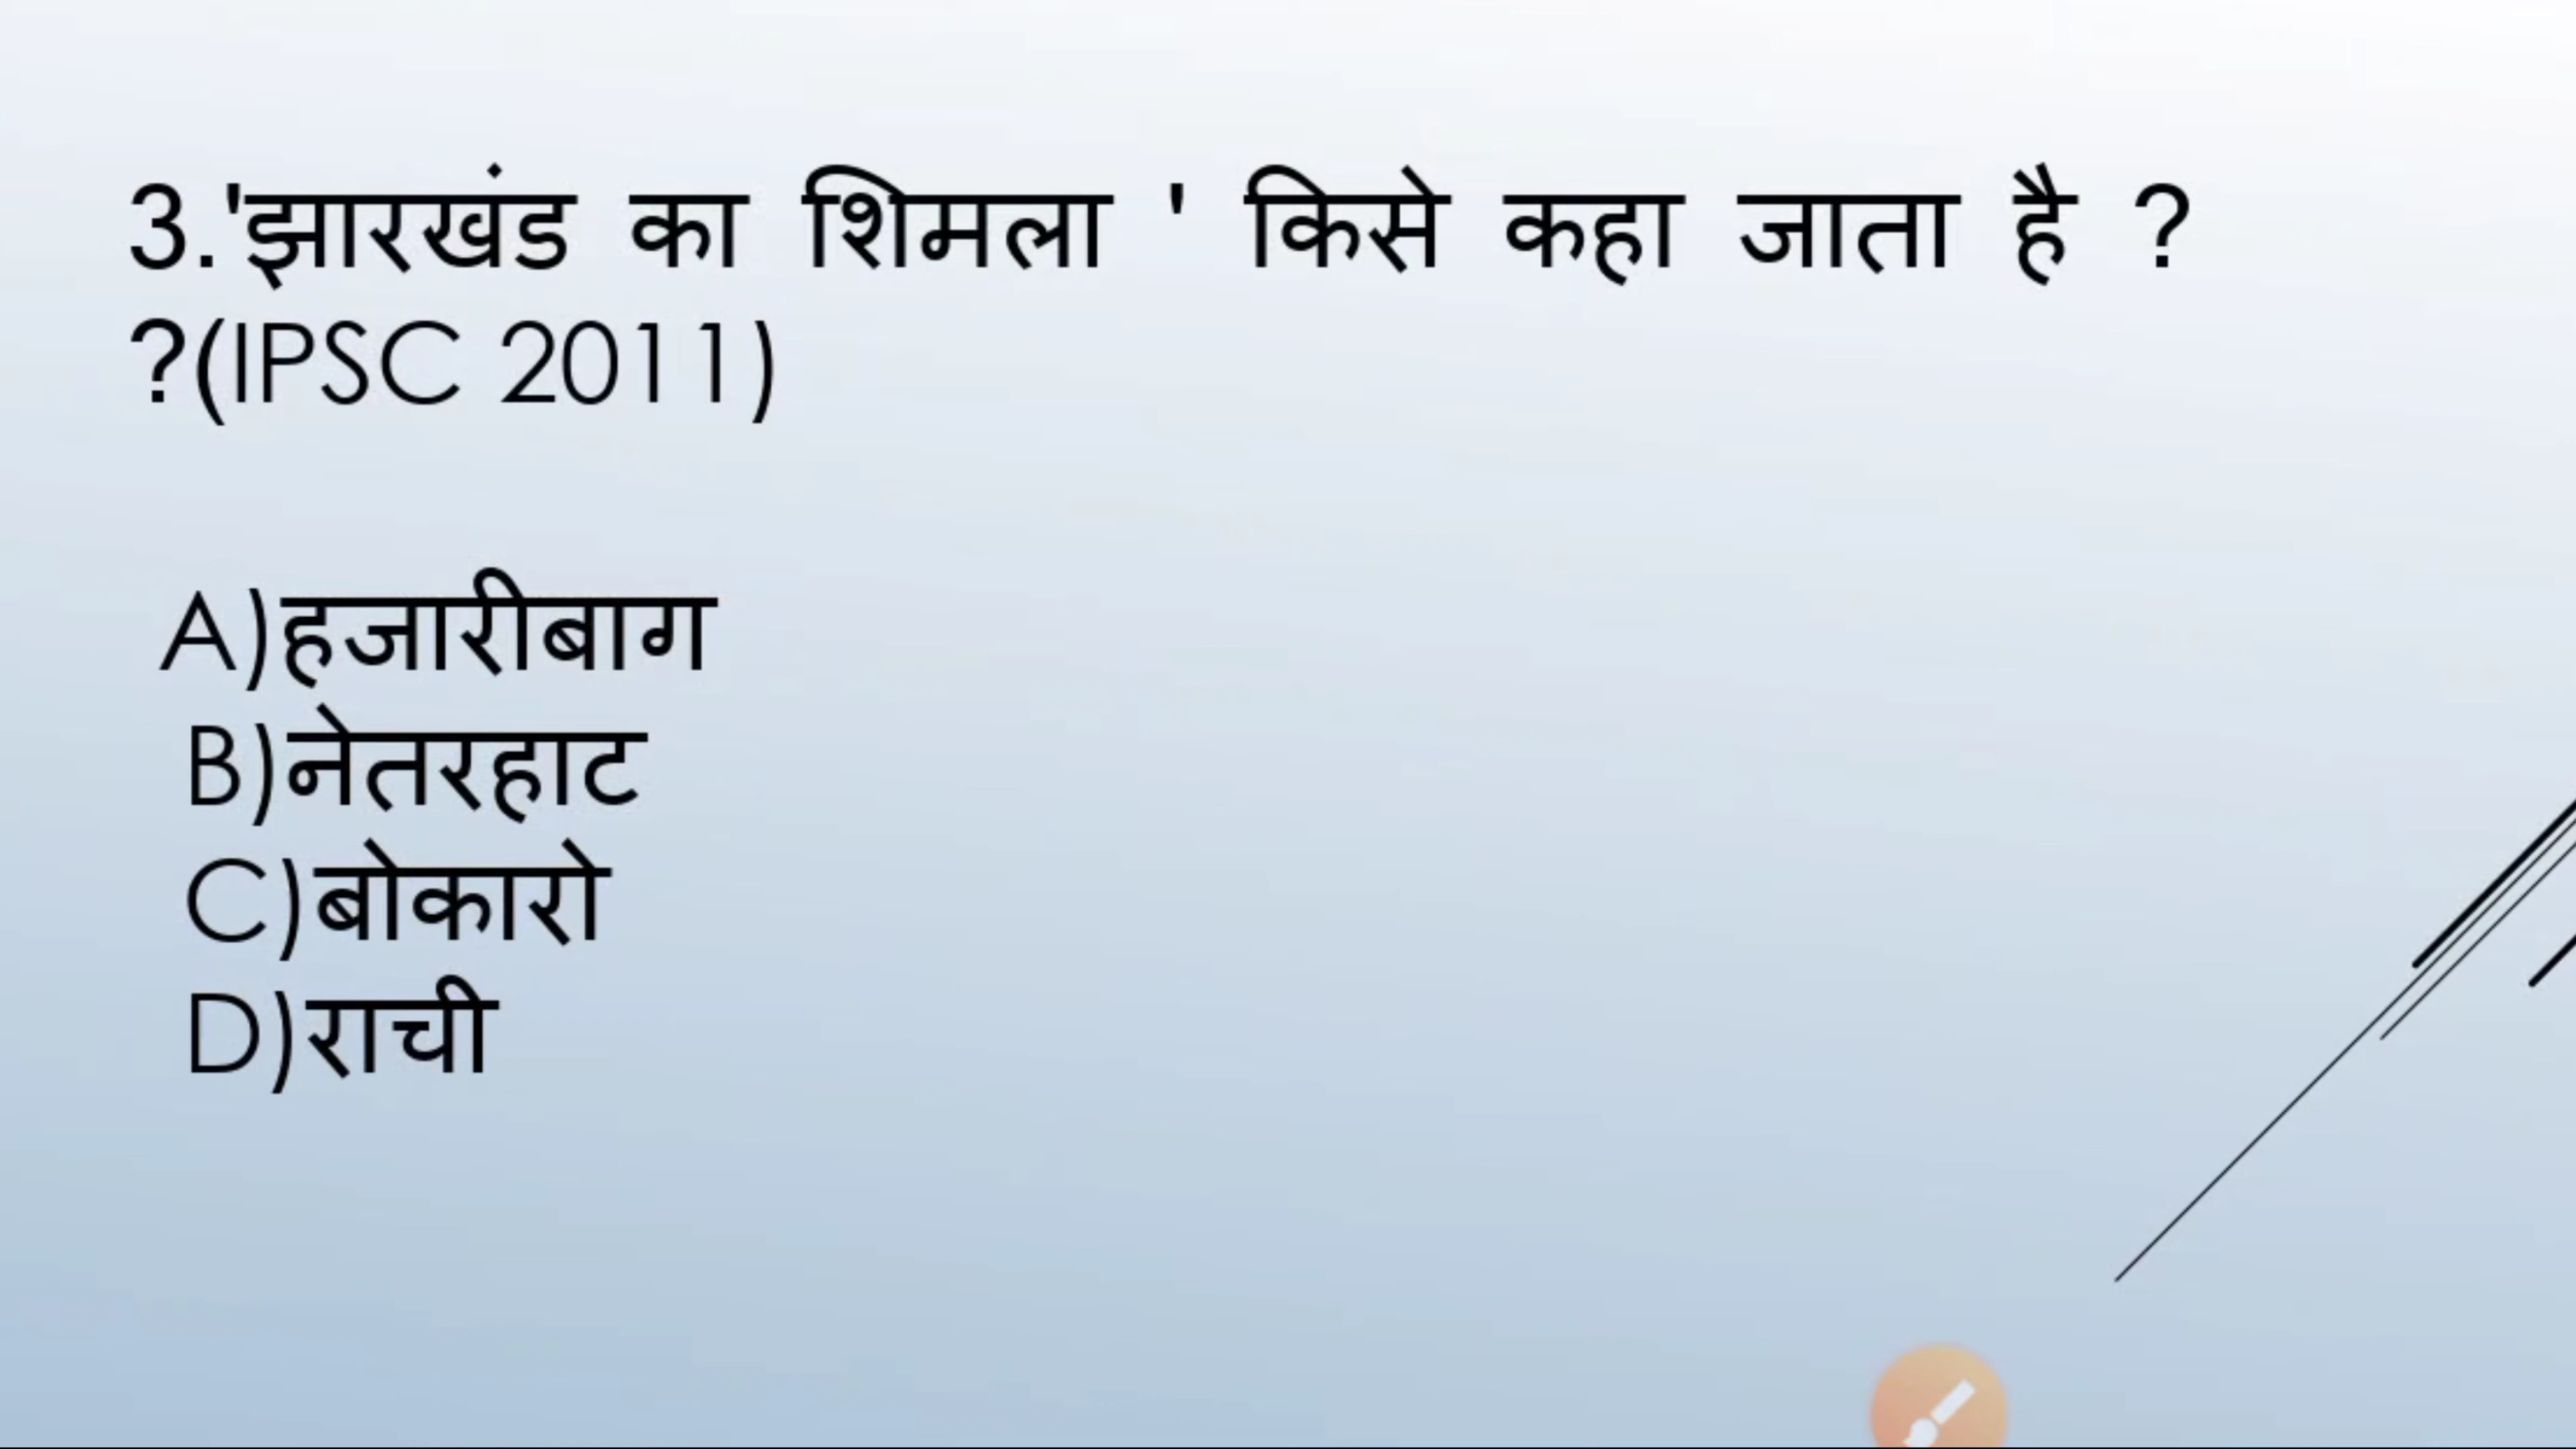 3.'झारखंड का शिमला ' किसे कहा जाता है ?
?(IPSC 2011)
A)हजारीबाग
B)नेतरहाट
C)बोकारो
D)राची